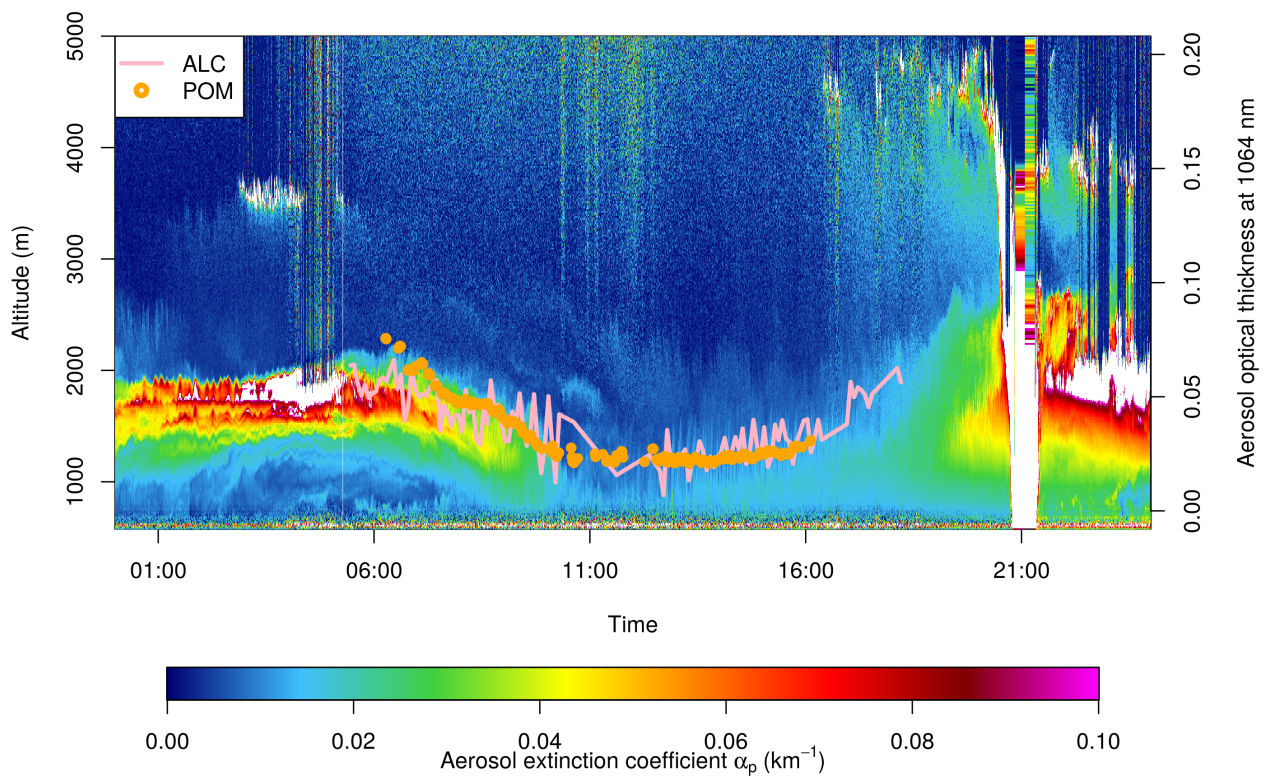 ALC
POM
5000
4000
3000
2000
1000
Altitude (m)
0.20
0.15
0.10
0.05
0.00
Aerosol optical thickness at 1064 nm
01:00 06:00 11:00 16:00 21:00
Time
0.00 0.02 0.04 0.06 0.08 0.10
Aerosol extinction coefficient αp (km−1)